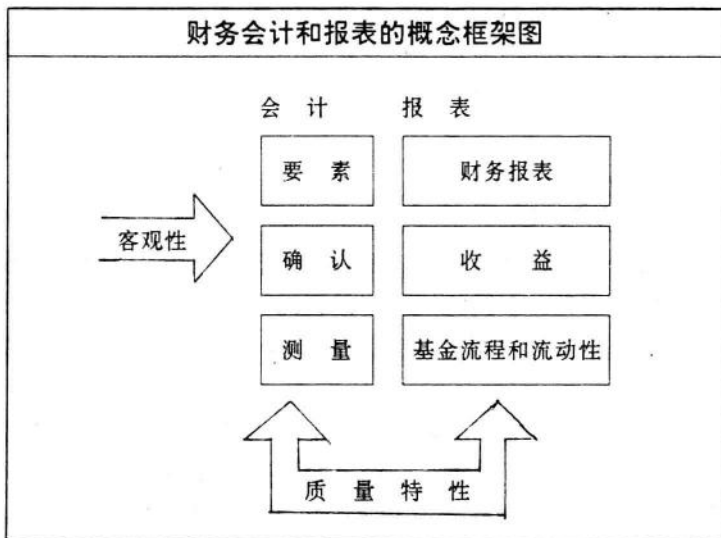 财务会计和报表的概念框架图
会 计 报 表
要 素 财务报表
客观性
确 认 收 益
测 量 基金流程和流动性
质 量 特 性